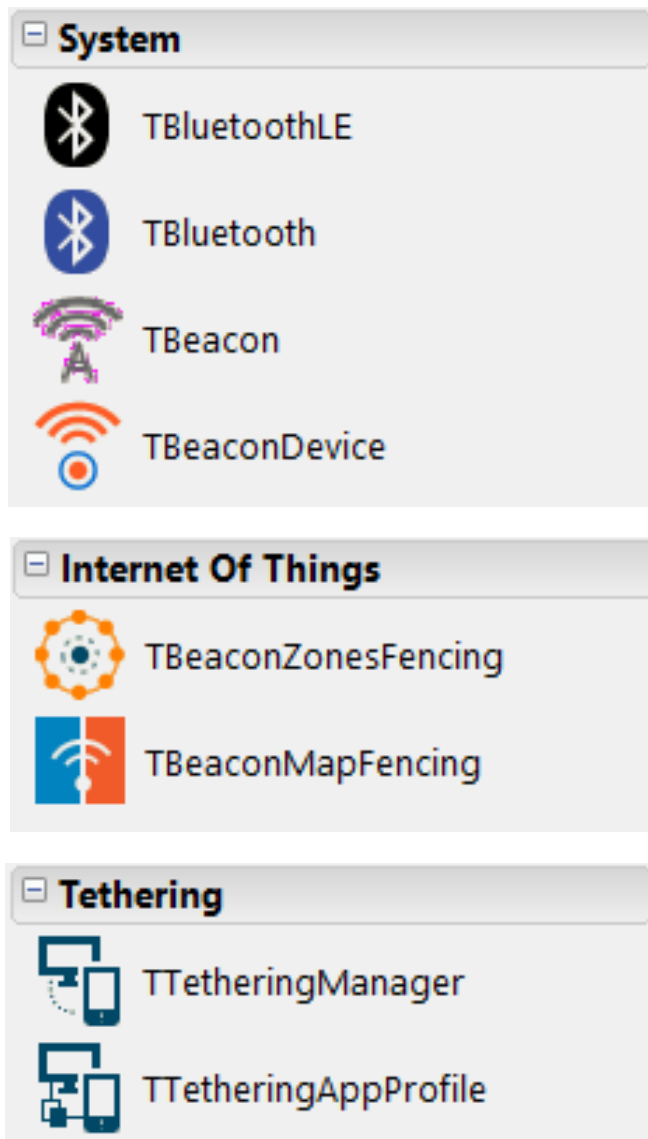 System
TBluetoothLE
TBluetooth
TBeacon
TBeaconDevice
Internet Of Things
TBeaconZonesFencing
TBeaconMapFencing
Tethering
TTetheringManager
TTetheringAppProfile